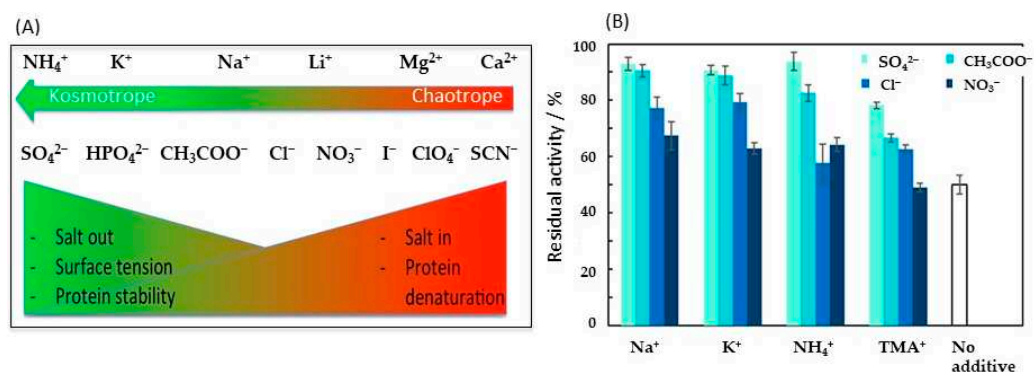 (A)
NH₄⁺ K⁺ Na⁺ Li⁺ Mg²⁺ Ca²⁺
Kosmotrope Chaotrope
SO₄²⁻ HPO₄²⁻ CH₃COO⁻ Cl⁻ NO₃⁻ I⁻ ClO₄⁻ SCN⁻
- Salt out
- Surface tension
- Protein stability
- Salt in
- Protein
denaturation
(B)
Residual activity / %
100
80
60
40
20
0
SO₄²⁻ CH₃COO⁻
Cl⁻ NO₃⁻
Na⁺ K⁺ NH₄⁺ TMA⁺ No
additive